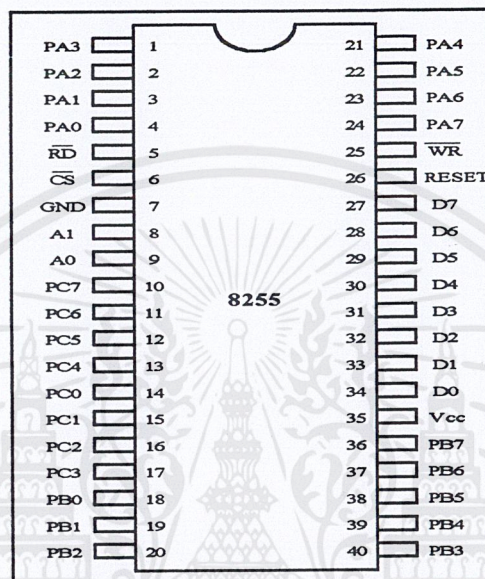 PA3 1 21 PA4
PA2 2 22 PA5
PA1 3 23 PA6
PA0 4 24 PA7
R̅D̅ 5 25 W̅R̅
C̅S̅ 6 26 RESET
GND 7 27 D7
A1 8 28 D6
A0 9 29 D5
PC7 10 30 D4
8255
PC6 11 31 D3
PC5 12 32 D2
PC4 13 33 D1
PC0 14 34 D0
PC1 15 35 Vcc
PC2 16 36 PB7
PC3 17 37 PB6
PB0 18 38 PB5
PB1 19 39 PB4
PB2 20 40 PB3